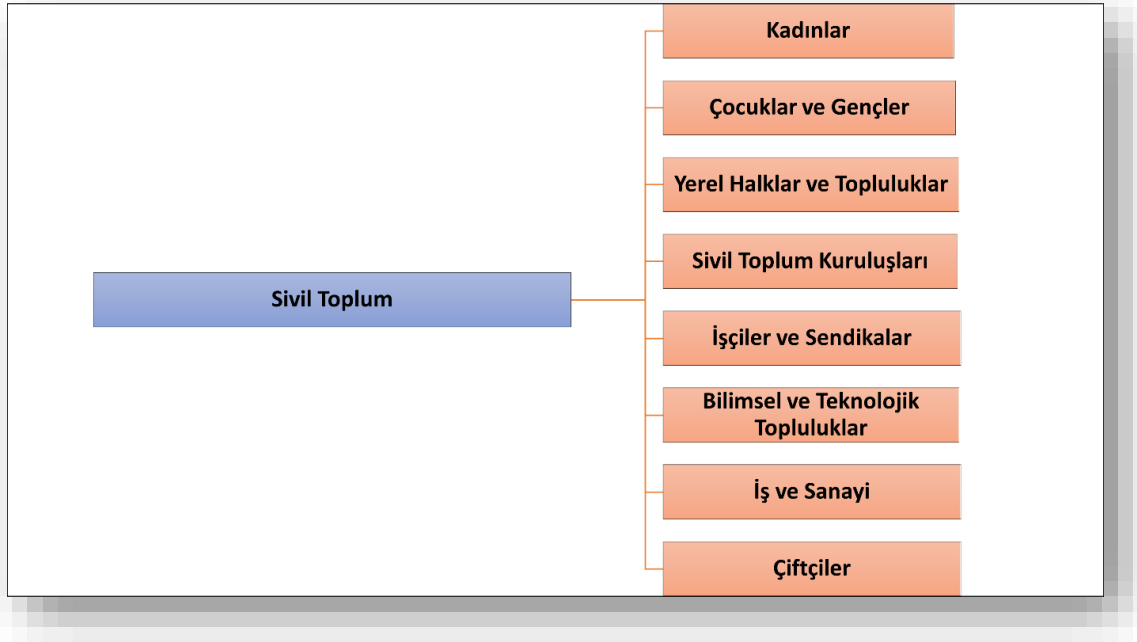 Kadınlar
Çocuklar ve Gençler
Yerel Halklar ve Topluluklar
Sivil Toplum Kuruluşları
Sivil Toplum
İşçiler ve Sendikalar
Bilimsel ve Teknolojik
Topluluklar
İş ve Sanayi
Çiftçiler